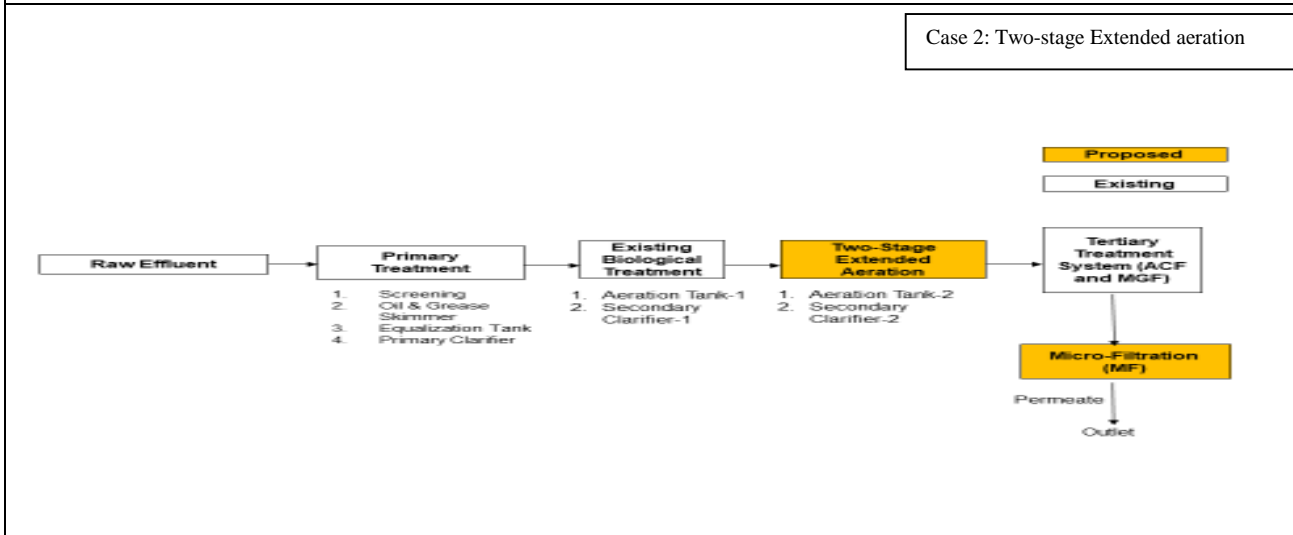 Case 2: Two-stage Extended aeration
Proposed
Existing
Raw Effluent
Primary
Treatment
1. Screening
2. Oil & Grease
Skimmer
3. Equalization Tank
4. Primary Clarifier
Existing
Biological
Treatment
1. Aeration Tank-1
2. Secondary
Clarifier-1
Two-Stage
Extended
Aeration
1. Aeration Tank-2
2. Secondary
Clarifier-2
Tertiary
Treatment
System (ACF
and MGF)
Micro-Filtration
(MF)
Permeate
Outlet